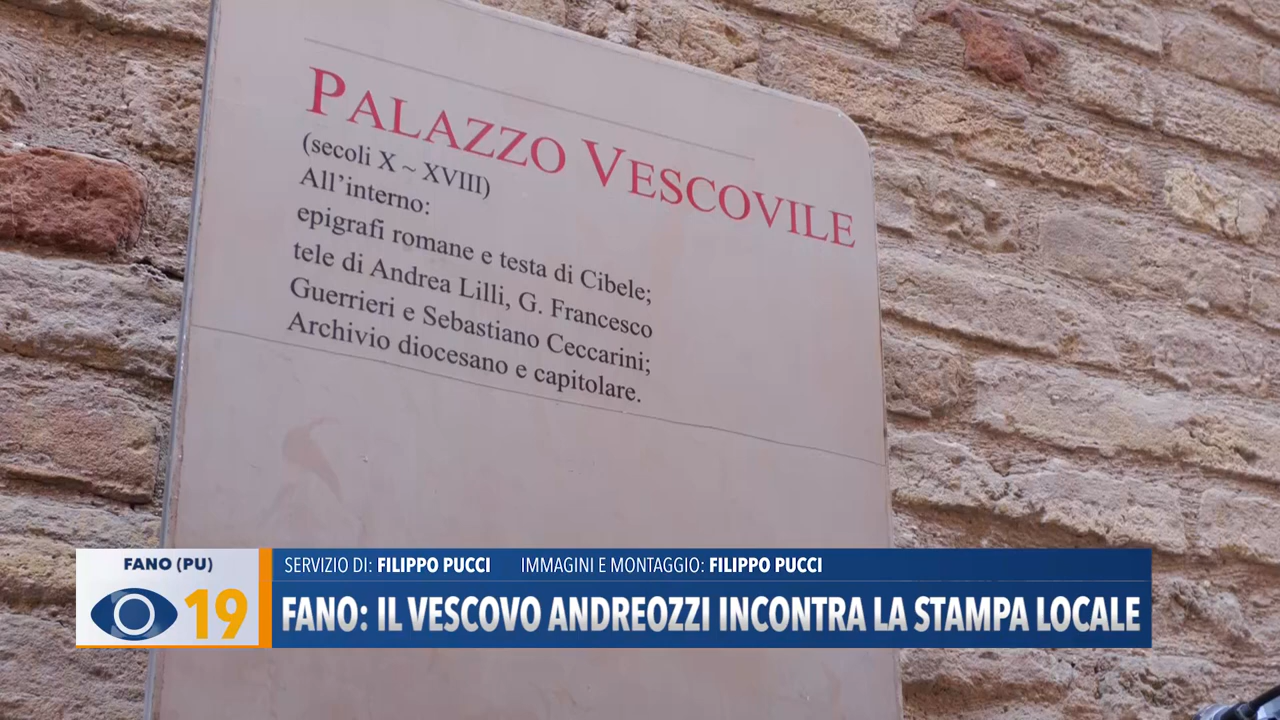 PALAZZO VESCOVILE
(secoli X ~ XVIII)
All'interno:
epigrafi romane e testa di Cibele;
tele di Andrea Lilli, G. Francesco
Guerrieri e Sebastiano Ceccarini;
Archivio diocesano e capitolare.
FANO (PU)
19
SERVIZIO DI: FILIPPO PUCCI IMMAGINI E MONTAGGIO: FILIPPO PUCCI
FANO: IL VESCOVO ANDREOZZI INCONTRA LA STAMPA LOCALE